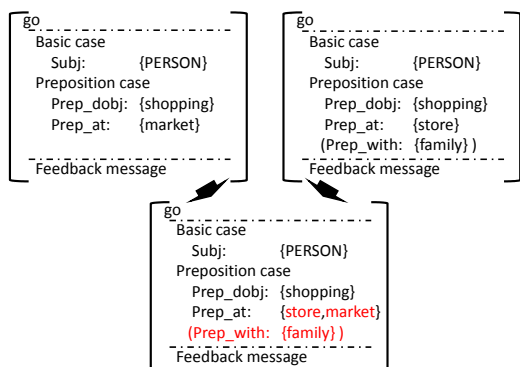 go
Basic case
Subj: {PERSON}
Preposition case
Prep_dobj: {shopping}
Prep_at: {market}
Feedback message
go
Basic case
Subj: {PERSON}
Preposition case
Prep_dobj: {shopping}
Prep_at: {store}
(Prep_with: {family} )
Feedback message
go
Basic case
Subj: {PERSON}
Preposition case
Prep_dobj: {shopping}
Prep_at: {store,market}
(Prep_with: {family} )
Feedback message